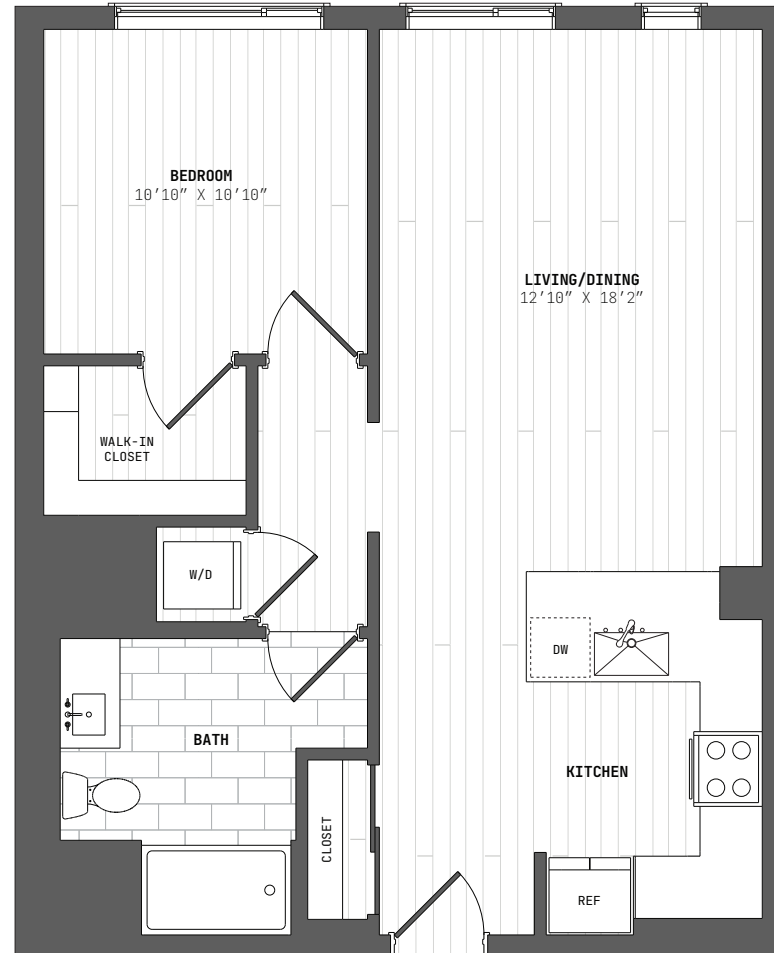 BEDROOM
10’10” X 10’10”
LIVING/DINING
12’10” X 18’2”
WALK-IN
CLOSET
W/D
DW
BATH
KITCHEN
CLOSET
REF